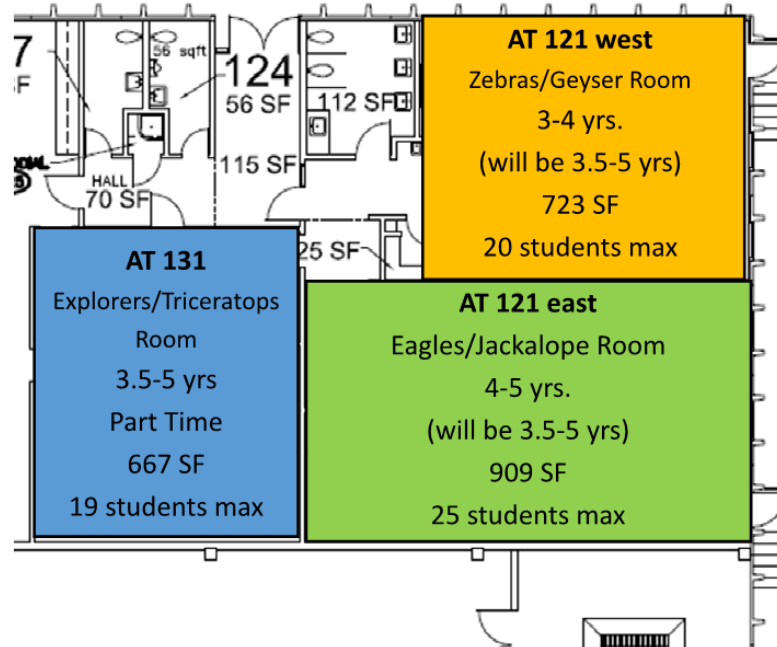 7
SF
56 sqft
124
56 SF
112 SF
115 SF
HALL
70 SF
25 SF
AT 121 west
Zebras/Geyser Room
3-4 yrs.
(will be 3.5-5 yrs)
723 SF
20 students max
AT 131
Explorers/Triceratops
Room
3.5-5 yrs
Part Time
667 SF
19 students max
AT 121 east
Eagles/Jackalope Room
4-5 yrs.
(will be 3.5-5 yrs)
909 SF
25 students max